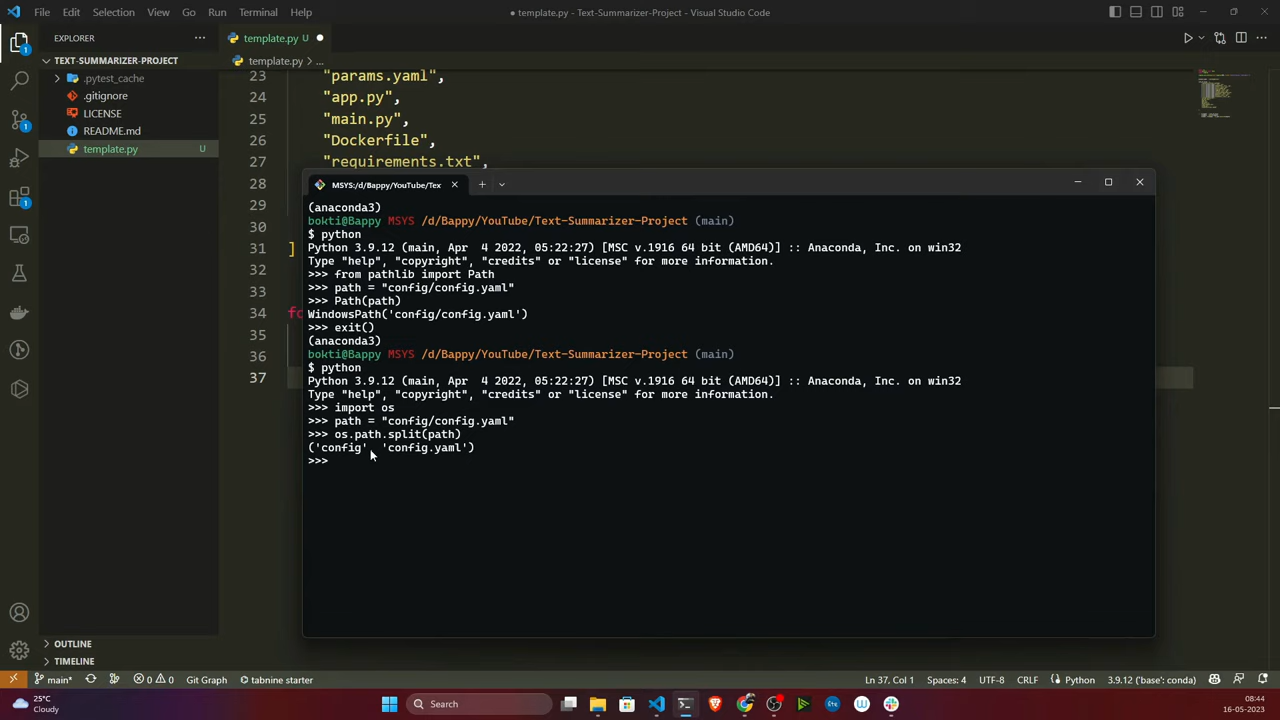 File Edit Selection View Go Run Terminal Help
● template.py - Text-Summarizer-Project - Visual Studio Code
EXPLORER
template.py U
TEXT-SUMMARIZER-PROJECT
template.py > ...
.pytest_cache
.gitignore
LICENSE
README.md
template.py U
23 "params.yaml",
24 "app.py",
25 "main.py",
26 "Dockerfile",
27 "requirements.txt",
28
29
30
31 ]
32
33
34 fo
35
36
37
MSYS:/d/Bappy/YouTube/Tex
(anaconda3)
bokti@Bappy MSYS /d/Bappy/YouTube/Text-Summarizer-Project (main)
$ python
Python 3.9.12 (main, Apr  4 2022, 05:22:27) [MSC v.1916 64 bit (AMD64)] :: Anaconda, Inc. on win32
Type "help", "copyright", "credits" or "license" for more information.
>>> from pathlib import Path
>>> path = "config/config.yaml"
>>> Path(path)
WindowsPath('config/config.yaml')
>>> exit()
(anaconda3)
bokti@Bappy MSYS /d/Bappy/YouTube/Text-Summarizer-Project (main)
$ python
Python 3.9.12 (main, Apr  4 2022, 05:22:27) [MSC v.1916 64 bit (AMD64)] :: Anaconda, Inc. on win32
Type "help", "copyright", "credits" or "license" for more information.
>>> import os
>>> path = "config/config.yaml"
>>> os.path.split(path)
('config', 'config.yaml')
>>>
OUTLINE
TIMELINE
main* 0 0 Git Graph tabnine starter Ln 37, Col 1 Spaces: 4 UTF-8 CRLF Python 3.9.12 ('base': conda)
25°C
Cloudy
Search
08:44
16-05-2023